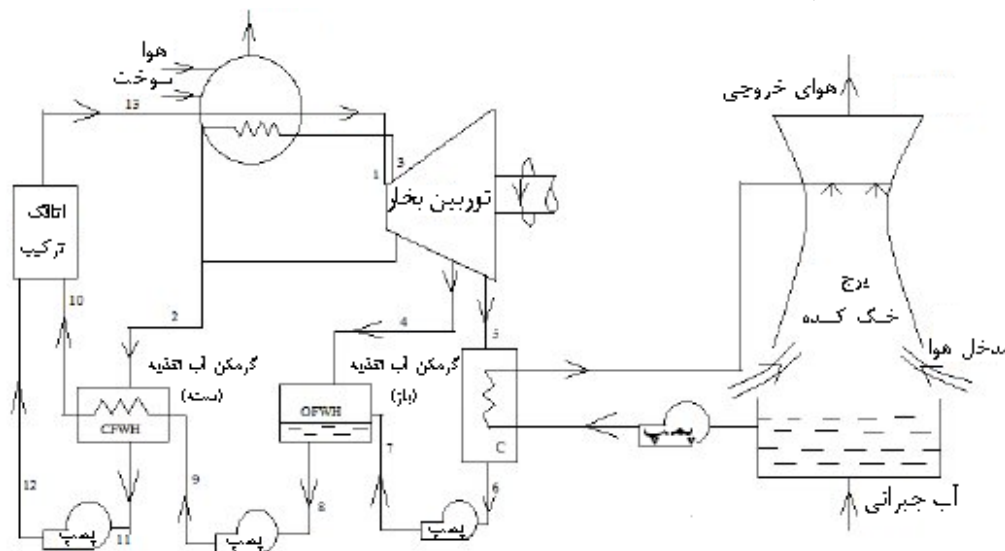 هوا
سوخت
13
3
1
توربین بخار
هوای خروجی
اتاقک
ترکیب
10
2
4
5
برج
خنک کننده
مدخل هوا
گرمکن آب تغذیه
(بسته)
CFWH
گرمکن آب تغذیه
(باز)
OFWH
C
پمپ
12
9
7
8
6
11
پمپ
پمپ
پمپ
آب جبرانی